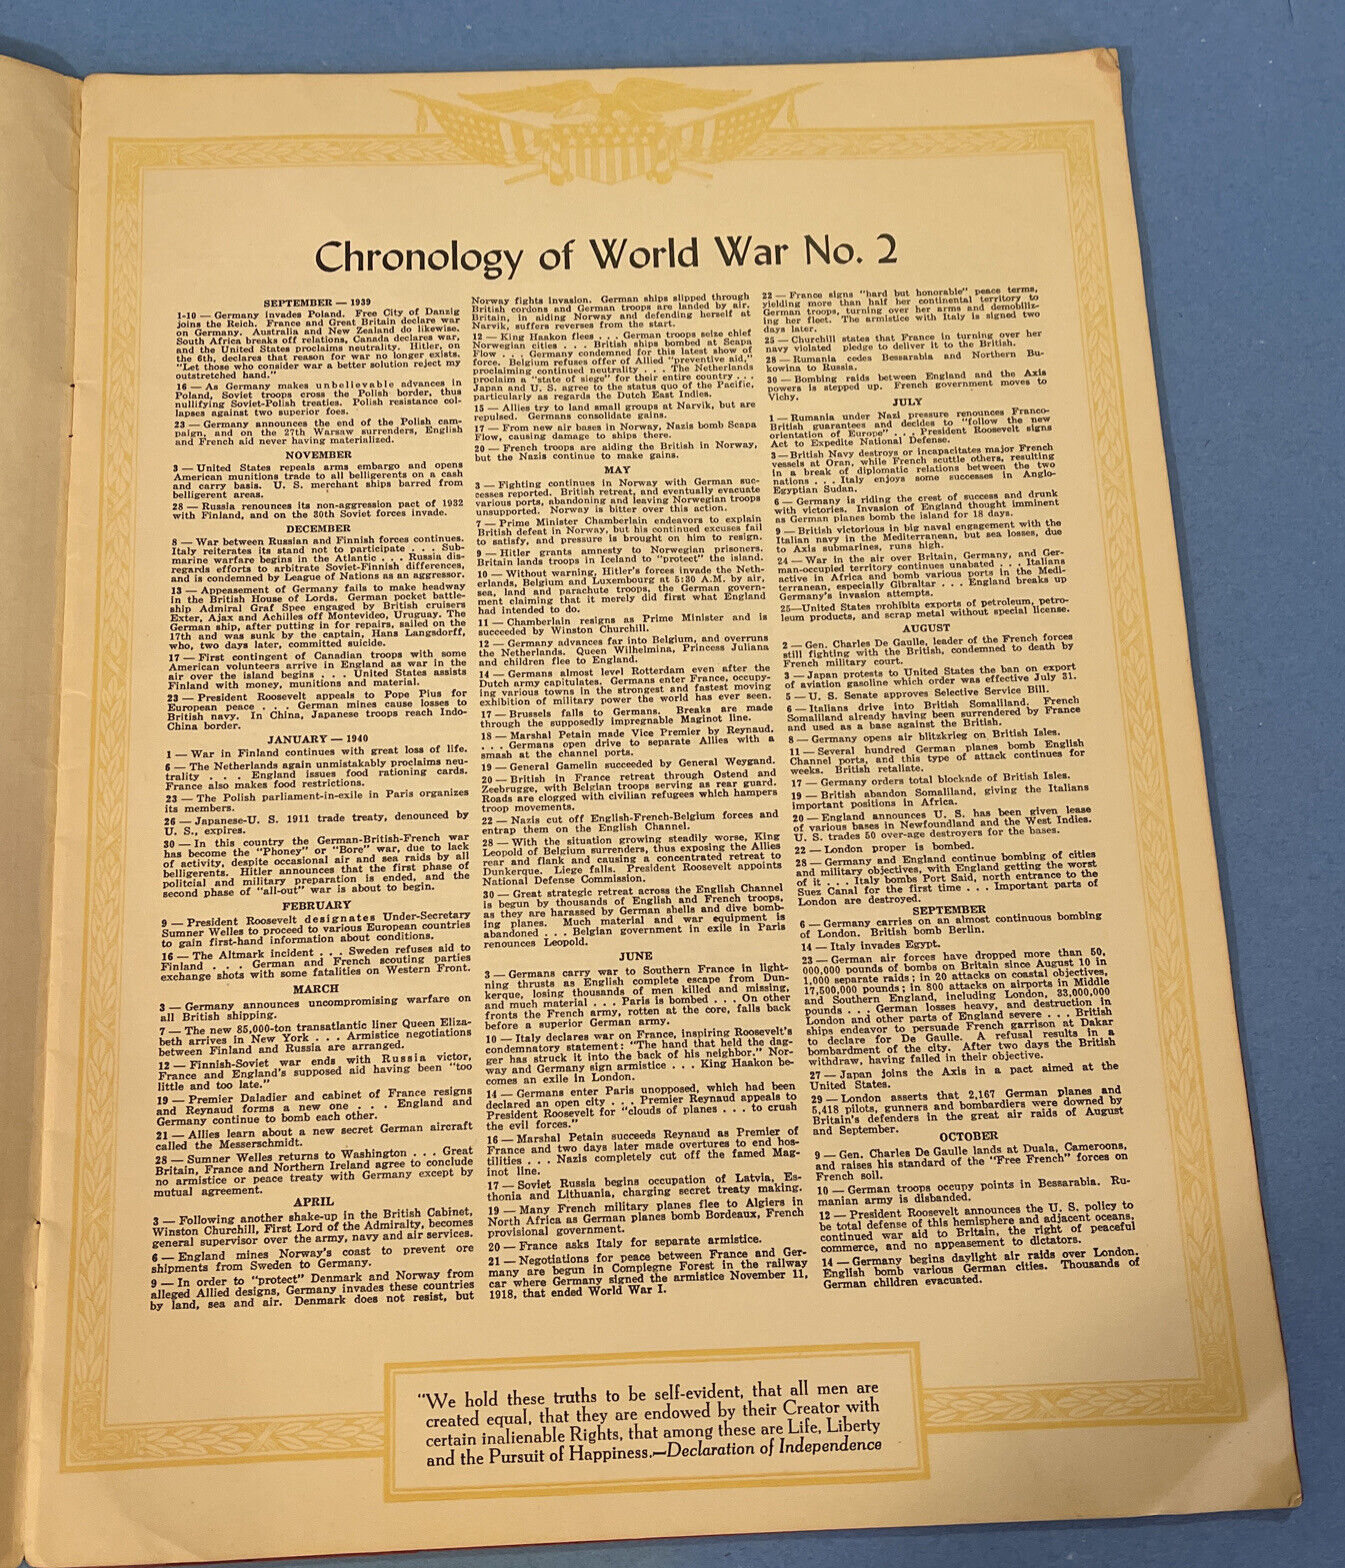 Chronology of World War No. 2
SEPTEMBER — 1939
1-10 — Germany invades Poland. Free City of Danzig
joins the Reich. France and Great Britain declare war
on Germany. Australia and New Zealand do likewise,
South Africa breaks off relations, Canada declares war,
and the United States proclaims neutrality. Hitler, on
the 6th, declares that reason for war no longer exists.
"Let those who consider war a better solution reject my
outstretched hand."
16 — As Germany makes unbelievable advances in
Poland, Soviet troops cross the Polish border, thus
nullifying Soviet-Polish treaties. Polish resistance col-
lapses against two superior foes.
23 — Germany announces the end of the Polish cam-
paign, and on the 27th Warsaw surrenders, English
and French aid never having materialized.
NOVEMBER
3 — United States repeals arms embargo and opens
American munitions trade to all belligerents on a cash
and carry basis. U. S. merchant ships barred from
belligerent areas.
28 — Russia renounces its non-aggression pact of 1932
with Finland, and on the 30th Soviet forces invade.
DECEMBER
8 — War between Russian and Finnish forces continues.
Italy reiterates its stand not to participate . . . Sub-
marine warfare begins in the Atlantic . . . Russia dis-
regards efforts to arbitrate Soviet-Finnish differences,
and is condemned by League of Nations as an aggressor.
13 — Appeasement of Germany fails to make headway
in the British House of Lords. German pocket battle-
ship Admiral Graf Spee engaged by British cruisers
Exter, Ajax and Achilles off Montevideo, Uruguay. The
German ship, after putting in for repairs, sailed on the
17th and was sunk by the captain, Hans Langsdorff,
who, two days later, committed suicide.
17 — First contingent of Canadian troops with some
American volunteers arrive in England as war in the
air over the island begins . . . United States assists
Finland with money, munitions and material.
23 — President Roosevelt appeals to Pope Pius for
European peace . . . German mines cause losses to
British navy. In China, Japanese troops reach Indo-
China border.
JANUARY — 1940
1 — War in Finland continues with great loss of life.
6 — The Netherlands again unmistakably proclaims neu-
trality . . . England issues food rationing cards.
France also makes food restrictions.
23 — The Polish parliament-in-exile in Paris organizes
its members.
26 — Japanese-U. S. 1911 trade treaty, denounced by
U. S., expires.
30 — In this country the German-British-French war
has become the "Phoney" or "Bore" war, due to lack
of activity, despite occasional air and sea raids by all
belligerents. Hitler announces that the first phase of
politcial and military preparation is ended, and the
second phase of "all-out" war is about to begin.
FEBRUARY
9 — President Roosevelt designates Under-Secretary
Sumner Welles to proceed to various European countries
to gain first-hand information about conditions.
16 — The Altmark incident . . . Sweden refuses aid to
Finland . . . German and French scouting parties
exchange shots with some fatalities on Western Front.
MARCH
3 — Germany announces uncompromising warfare on
all British shipping.
7 — The new 85,000-ton transatlantic liner Queen Eliza-
beth arrives in New York . . . Armistice negotiations
between Finland and Russia are arranged.
12 — Finnish-Soviet war ends with Russia victor,
France and England's supposed aid having been "too
little and too late."
19 — Premier Daladier and cabinet of France resigns
and Reynaud forms a new one . . . England and
Germany continue to bomb each other.
21 — Allies learn about a new secret German aircraft
called the Messerschmidt.
28 — Sumner Welles returns to Washington . . . Great
Britain, France and Northern Ireland agree to conclude
no armistice or peace treaty with Germany except by
mutual agreement.
APRIL
3 — Following another shake-up in the British Cabinet,
Winston Churchill, First Lord of the Admiralty, becomes
general supervisor over the army, navy and air services.
6 — England mines Norway's coast to prevent ore
shipments from Sweden to Germany.
9 — In order to "protect" Denmark and Norway from
alleged Allied designs, Germany invades these countries
by land, sea and air. Denmark does not resist, but
Norway fights invasion. German ships slipped through
British cordons and German troops are landed by air.
Britain, in aiding Norway and defending herself at
Narvik, suffers reverses from the start.
12 — King Haakon flees . . . German troops seize chief
Norwegian cities . . . British ships bombed at Scapa
Flow . . . Germany condemned for this latest show of
force. Belgium refuses offer of Allied "preventive aid,"
proclaiming continued neutrality . . . The Netherlands
proclaim a "state of siege" for their entire country . . .
Japan and U. S. agree to the status quo of the Pacific,
particularly as regards the Dutch East Indies.
15 — Allies try to land small groups at Narvik, but are
repulsed. Germans consolidate gains.
17 — From new air bases in Norway, Nazis bomb Scapa
Flow, causing damage to ships there.
20 — French troops are aiding the British in Norway,
but the Nazis continue to make gains.
MAY
3 — Fighting continues in Norway with German suc-
cesses reported. British retreat, and eventually evacuate
various ports, abandoning and leaving Norwegian troops
unsupported. Norway is bitter over this action.
7 — Prime Minister Chamberlain endeavors to explain
British defeat in Norway, but his continued excuses fail
to satisfy, and pressure is brought on him to resign.
9 — Hitler grants amnesty to Norwegian prisoners.
Britain lands troops in Iceland to "protect" the island.
10 — Without warning, Hitler's forces invade the Neth-
erlands, Belgium and Luxembourg at 5:30 A.M. by air,
sea, land and parachute troops, the German govern-
ment claiming that it merely did first what England
had intended to do.
11 — Chamberlain resigns as Prime Minister and is
succeeded by Winston Churchill.
12 — Germany advances far into Belgium, and overruns
the Netherlands. Queen Wilhelmina, Princess Juliana
and children flee to England.
14 — Germans almost level Rotterdam even after the
Dutch army capitulates. Germans enter France, occupy-
ing various towns in the strongest and fastest moving
exhibition of military power the world has ever seen.
17 — Brussels falls to Germany. Breaks are made
through the supposedly impregnable Maginot line.
18 — Marshal Petain made Vice Premier by Reynaud.
. . . Germans open drive to separate Allies with a
smash at the channel ports.
19 — General Gamelin succeeded by General Weygand.
20 — British in France retreat through Ostend and
Zeebrugge, with Belgian troops serving as rear guard.
Roads are clogged with civilian refugees which hampers
troop movements.
22 — Nazis cut off English-French-Belgium forces and
entrap them on the English Channel.
28 — With the situation growing steadily worse, King
Leopold of Belgium surrenders, thus exposing the Allies
rear and flank and causing a concentrated retreat to
Dunkerque. Liege falls. President Roosevelt appoints
National Defense Commission.
30 — Great strategic retreat across the English Channel
is begun by thousands of English and French troops,
as they are harassed by German shells and dive bomb-
ing planes. Much material and war equipment is
abandoned . . . Belgian government in exile in Paris
renounces Leopold.
JUNE
3 — Germans carry war to Southern France in light-
ning thrusts as English complete escape from Dun-
kerque, losing thousands of men killed and missing,
and much material . . . Paris is bombed . . . On other
fronts the French army, rotten at the core, falls back
before a superior German army.
10 — Italy declares war on France, inspiring Roosevelt's
condemnatory statement: "The hand that held the dag-
ger has struck it into the back of his neighbor." Nor-
way and Germany sign armistice . . . King Haakon be-
comes an exile in London.
14 — Germans enter Paris unopposed, which had been
declared an open city . . . Premier Reynaud appeals to
President Roosevelt for "clouds of planes . . . to crush
the evil forces."
16 — Marshal Petain succeeds Reynaud as Premier of
France and two days later made overtures to end hos-
tilities . . . Nazis completely cut off the famed Mag-
inot line.
17 — Soviet Russia begins occupation of Latvia, Es-
thonia and Lithuania, charging secret treaty making.
19 — Many French military planes flee to Algiers in
North Africa as German planes bomb Bordeaux, French
provisional government.
20 — France asks Italy for separate armistice.
21 — Negotiations for peace between France and Ger-
many are begun in Complegne Forest in the railway
car where Germany signed the armistice November 11,
1918, that ended World War I.
22 — France signs "hard but honorable" peace terms,
yielding more than half her continental territory to
German troops, turning over her arms and demobiliz-
ing her fleet. The armistice with Italy is signed two
days later.
25 — Churchill states that France in turning over her
navy violated pledge to deliver it to the British.
28 — Rumania cedes Bessarabia and Northern Bu-
kowina to Russia.
30 — Bombing raids between England and the Axis
powers is stepped up. French government moves to
Vichy.
JULY
1 — Rumania under Nazi pressure renounces Franco-
British guarantees and decides to "follow the new
orientation of Europe" . . . President Roosevelt signs
Act to Expedite National Defense.
3 — British Navy destroys or incapacitates major French
vessels at Oran, while French scuttle others, resulting
in a break of diplomatic relations between the two
nations . . . Italy enjoys some successes in Anglo-
Egyptian Sudan.
6 — Germany is riding the crest of success and drunk
with victories. Invasion of England thought imminent
as German planes bomb the island for 18 days.
9 — British victorious in big naval engagement with the
Italian navy in the Mediterranean, but sea losses, due
to Axis submarines, runs high.
24 — War in the air over Britain, Germany, and Ger-
man-occupied territory continues unabated . . . Italians
active in Africa and bomb various ports in the Medi-
terranean, especially Gibraltar . . . England breaks up
Germany's invasion attempts.
25—United States prohibits exports of petroleum, petro-
leum products, and scrap metal without special license.
AUGUST
2 — Gen. Charles De Gaulle, leader of the French forces
still fighting with the British, condemned to death by
French military court.
3 — Japan protests to United States the ban on export
of aviation gasoline which order was effective July 31.
5 — U. S. Senate approves Selective Service Bill.
6 — Italians drive into British Somaliland, French
Somaliland already having been surrendered by France
and used as a base against the British.
8 — Germany opens air blitzkrieg on British Isles.
11 — Several hundred German planes bomb English
Channel ports, and this type of attack continues for
weeks. British retaliate.
17 — Germany orders total blockade of British Isles.
19 — British abandon Somaliland, giving the Italians
important positions in Africa.
20 — England announces U. S. has been given lease
of various bases in Newfoundland and the West Indies.
U. S. trades 50 over-age destroyers for the bases.
22 — London proper is bombed.
28 — Germany and England continue bombing of cities
and military objectives, with England getting the worst
of it . . . Italy bombs Port Said, north entrance to the
Suez Canal for the first time . . . Important parts of
London are destroyed.
SEPTEMBER
6 — Germany carries on an almost continuous bombing
of London. British bomb Berlin.
14 — Italy invades Egypt.
23 — German air forces have dropped more than 50,
000,000 pounds of bombs on Britain since August 10 in
1,000 separate raids; in 20 attacks on coastal objectives,
17,500,000 pounds; in 800 attacks on airports in Middle
and Southern England, including London, 33,000,000
pounds . . . German losses heavy, and destruction in
London and other parts of England severe . . . British
ships endeavor to persuade French garrison at Dakar
to declare for De Gaulle. A refusal results in a
bombardment of the city. After two days the British
withdraw, having failed in their objective.
27 — Japan joins the Axis in a pact aimed at the
United States.
29 — London asserts that 2,167 German planes and
5,418 pilots, gunners and bombardiers were downed by
Britain's defenders in the great air raids of August
and September.
OCTOBER
9 — Gen. Charles De Gaulle lands at Duala, Cameroons,
and raises his standard of the "Free French" forces on
French soil.
10 — German troops occupy points in Bessarabia. Ru-
manian army is disbanded.
12 — President Roosevelt announces the U. S. policy to
be total defense of this hemisphere and adjacent oceans,
continued war aid to Britain, the right of peaceful
commerce, and no appeasement to dictators.
14 — Germany begins daylight air raids over London.
English bomb various German cities. Thousands of
German children evacuated.
"We hold these truths to be self-evident, that all men are
created equal, that they are endowed by their Creator with
certain inalienable Rights, that among these are Life, Liberty
and the Pursuit of Happiness.—Declaration of Independence